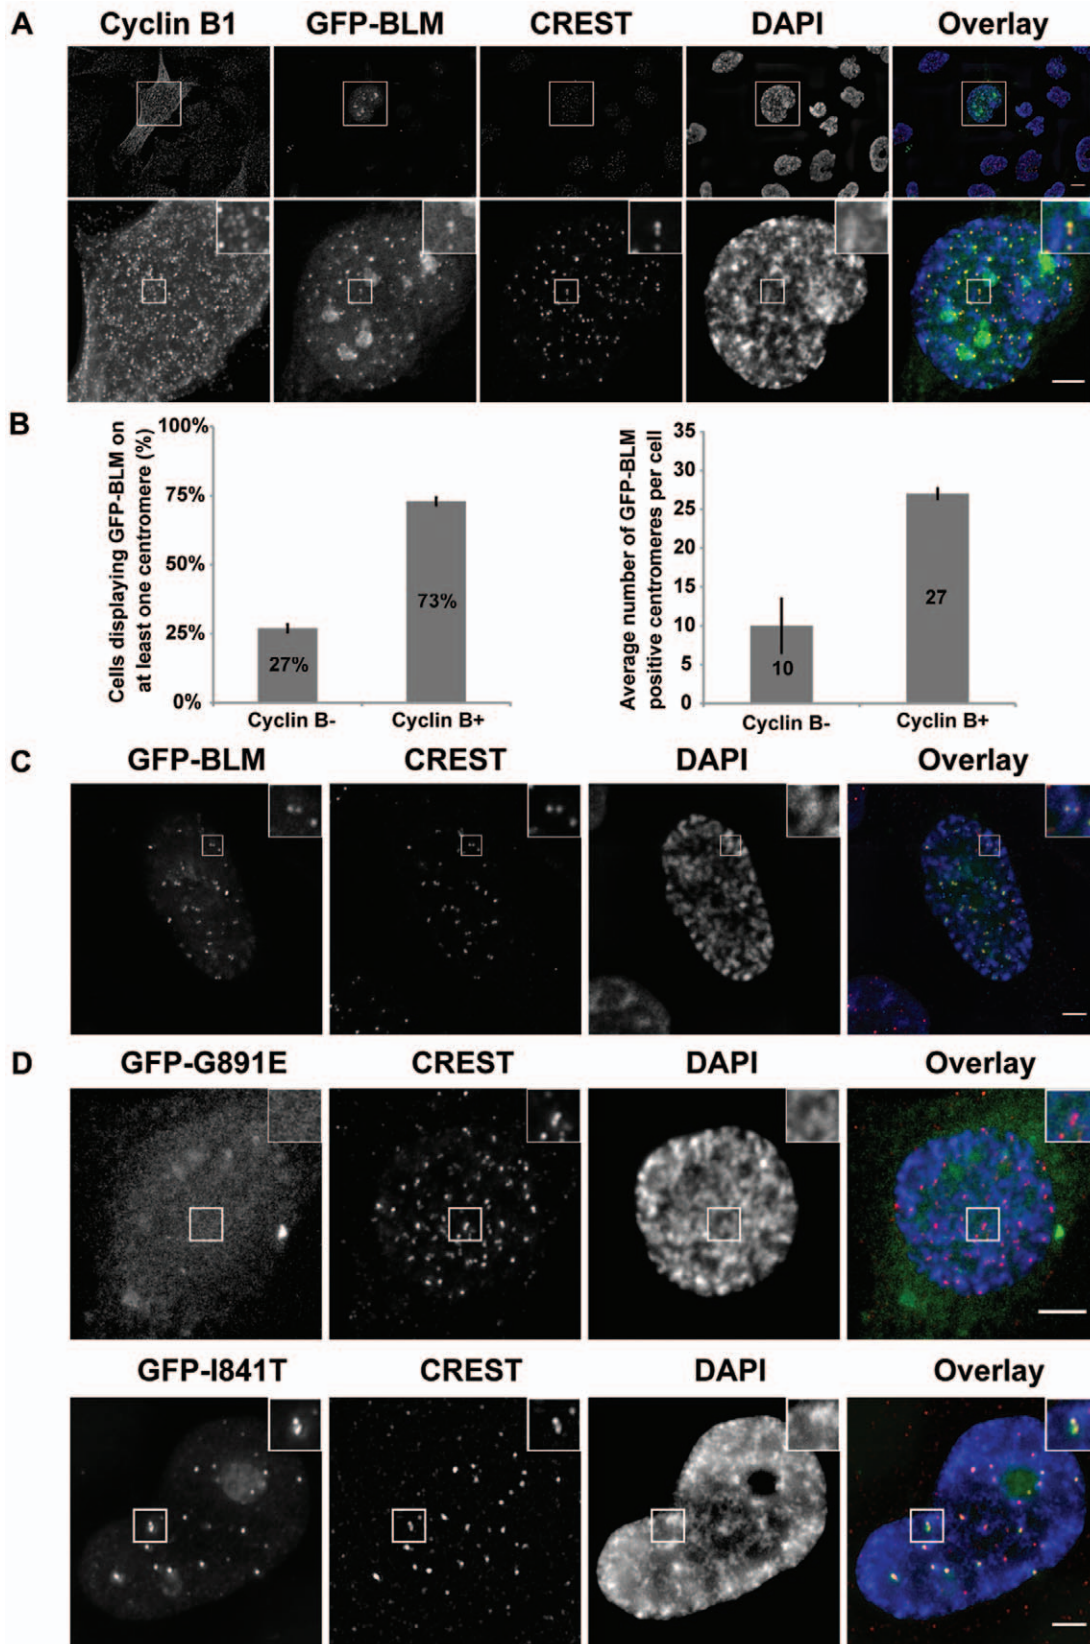 A
Cyclin B1 GFP-BLM CREST DAPI Overlay
B
Cells displaying GFP-BLM on
at least one centromere (%)
100%
75%
50%
25%
0%
27%
73%
Cyclin B- Cyclin B+
Average number of GFP-BLM
positive centromeres per cell
35
30
25
20
15
10
5
0
10
27
Cyclin B- Cyclin B+
C
GFP-BLM CREST DAPI Overlay
D
GFP-G891E CREST DAPI Overlay
GFP-I841T CREST DAPI Overlay